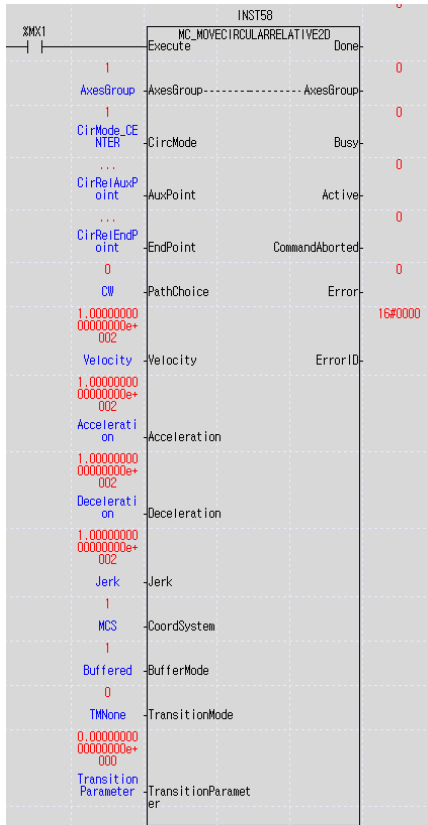 0
INST58
%MX1
MC_MOVECIRCULARRELATIVE2D
Execute Done
1 0
AxesGroup AxesGroup AxesGroup
1 0
CirMode_CE
NTER CircMode Busy
... 0
CirRelAuxP
oint AuxPoint Active
... 0
CirRelEndP
oint EndPoint CommandAborted
0 0
CW PathChoice Error
1.00000000 16#0000
00000000e+
002
Velocity Velocity ErrorID
1.00000000
00000000e+
002
Accelerati
on Acceleration
1.00000000
00000000e+
002
Decelerati
on Deceleration
1.00000000
00000000e+
002
Jerk Jerk
1
MCS CoordSystem
1
Buffered BufferMode
0
TMNone TransitionMode
0.00000000
00000000e+
000
Transition
Parameter TransitionParamet
er